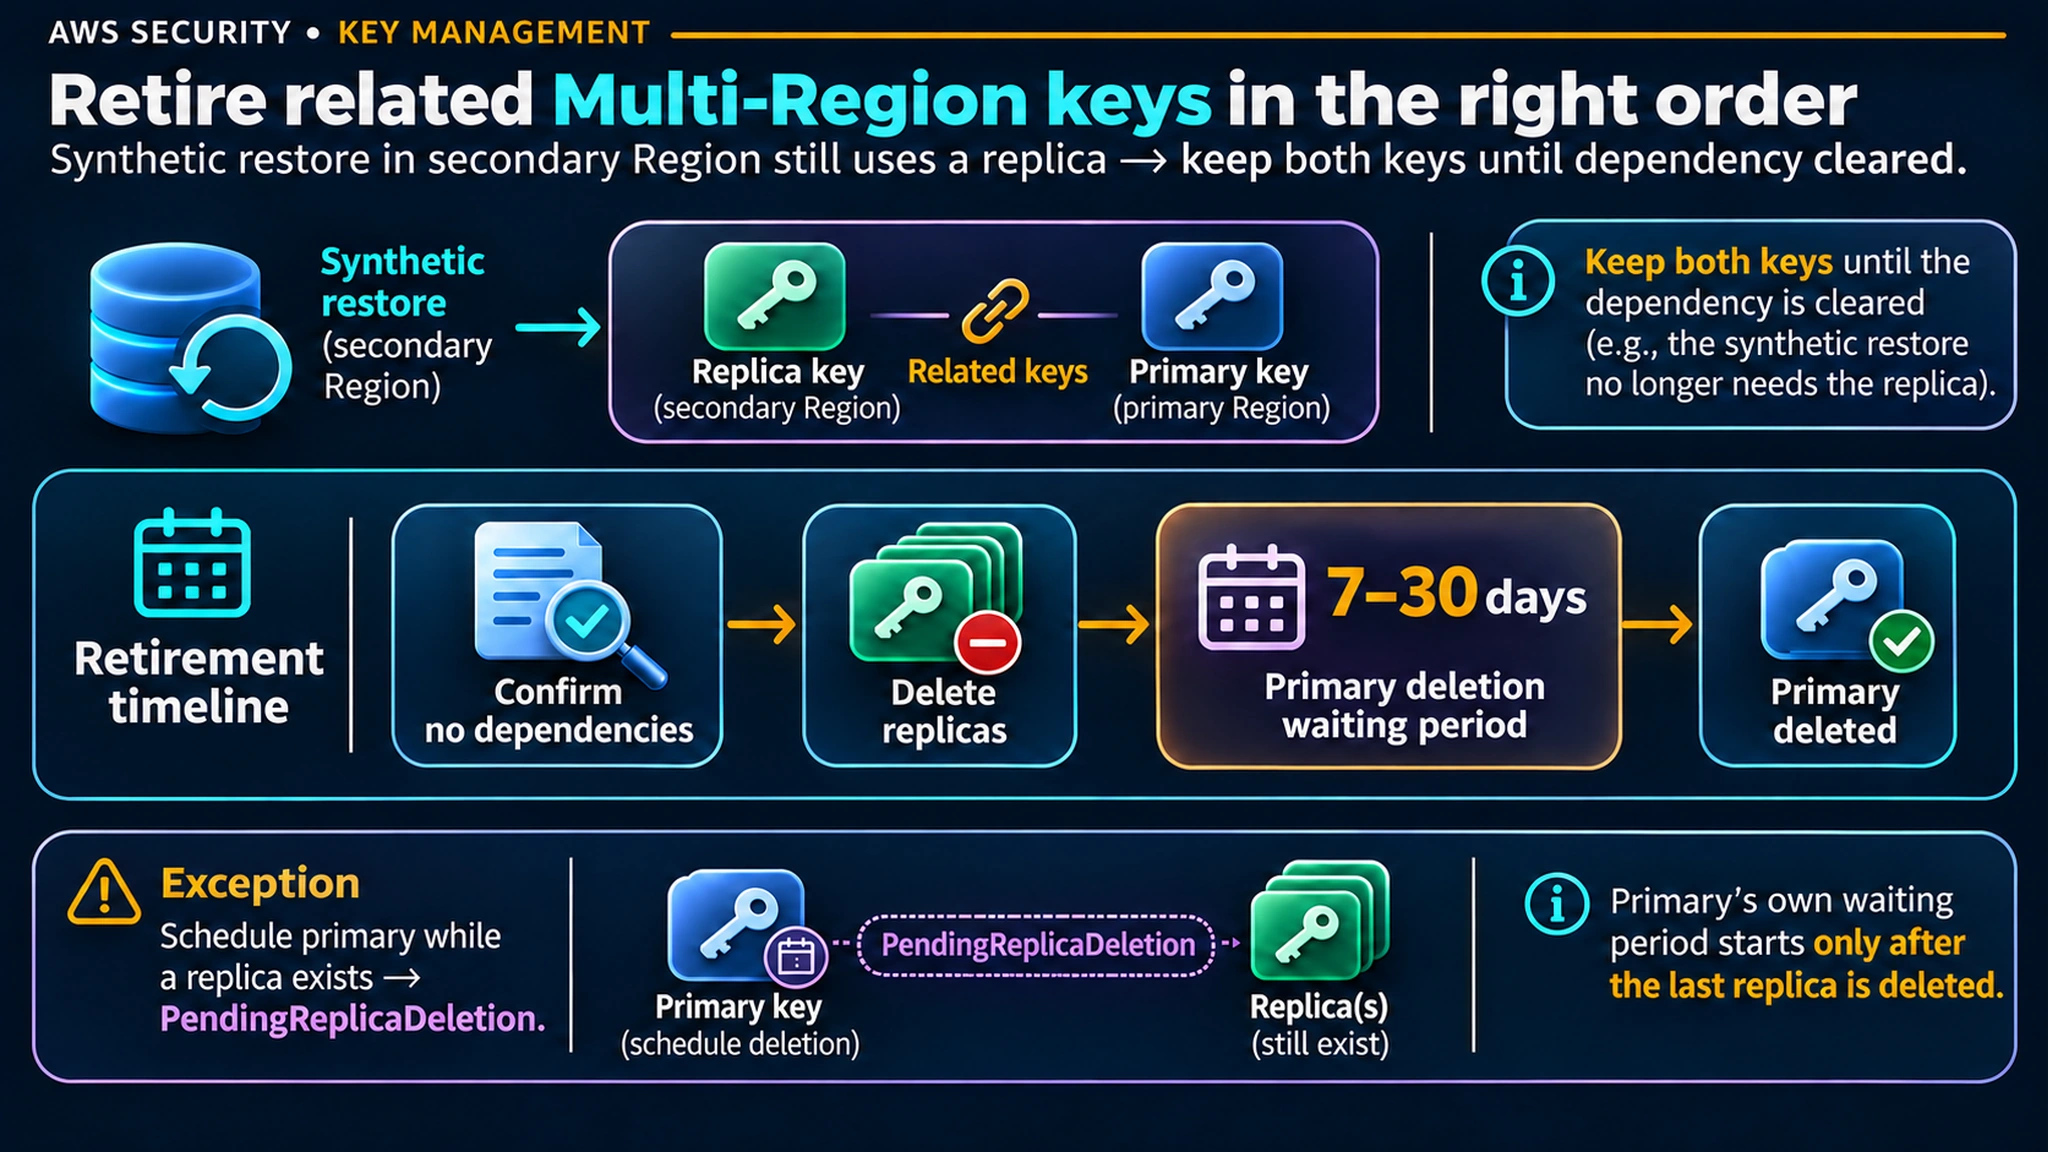 AWS SECURITY • KEY MANAGEMENT
Retire related Multi-Region keys in the right order
Synthetic restore in secondary Region still uses a replica → keep both keys until dependency cleared.
Synthetic
restore
(secondary
Region)
Replica key
(secondary Region)
Related keys
Primary key
(primary Region)
Keep both keys until the
dependency is cleared
(e.g., the synthetic restore
no longer needs the replica).
Retirement
timeline
Confirm
no dependencies
Delete
replicas
7–30 days
Primary deletion
waiting period
Primary
deleted
Exception
Schedule primary while
a replica exists →
PendingReplicaDeletion.
Primary key
(schedule deletion)
PendingReplicaDeletion
Replica(s)
(still exist)
Primary's own waiting
period starts only after
the last replica is deleted.